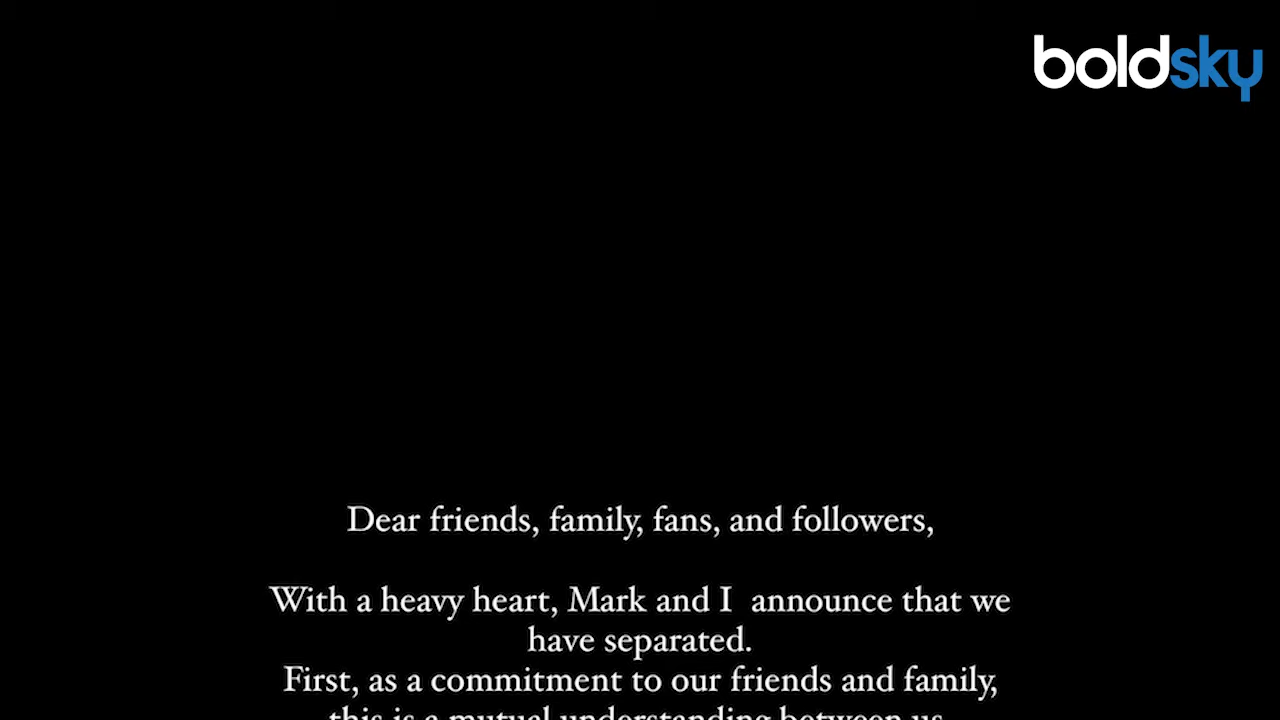 boldsky
Dear friends, family, fans, and followers,
With a heavy heart, Mark and I  announce that we
have separated.
First, as a commitment to our friends and family,
this is a mutual understanding between us